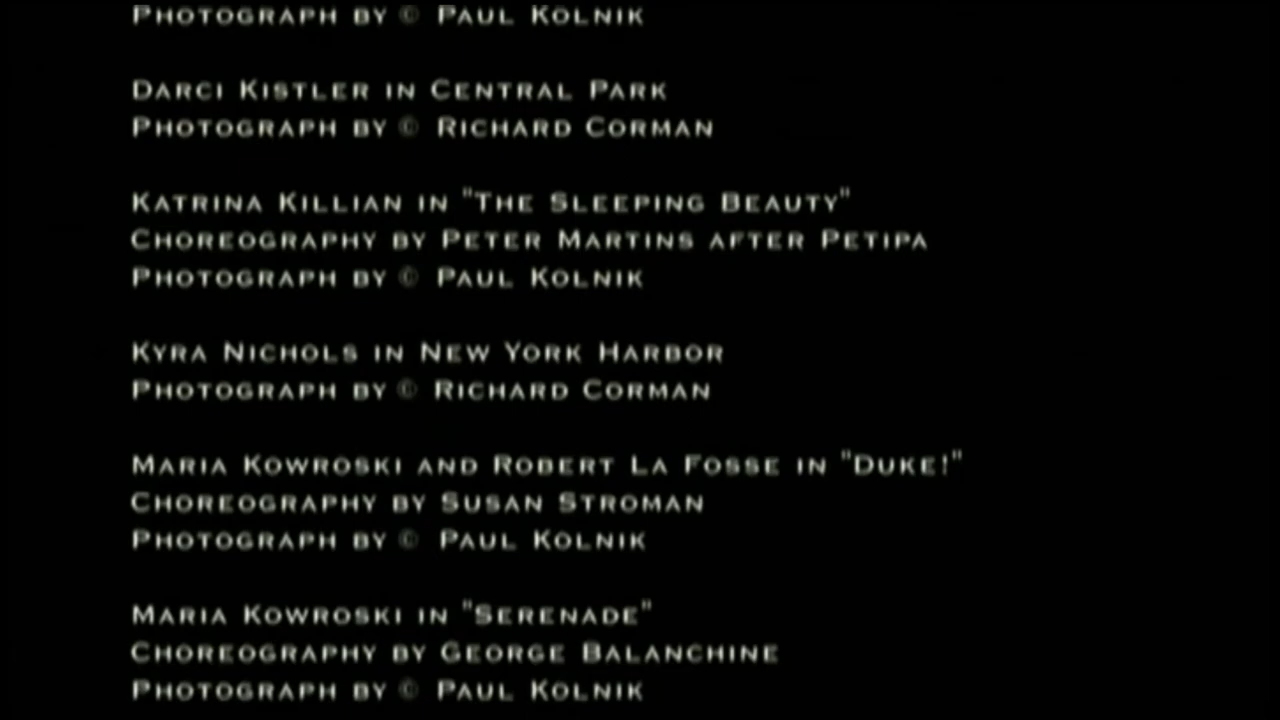 PHOTOGRAPH BY © PAUL KOLNIK
DARCI KISTLER IN CENTRAL PARK
PHOTOGRAPH BY © RICHARD CORMAN
KATRINA KILLIAN IN "THE SLEEPING BEAUTY"
CHOREOGRAPHY BY PETER MARTINS AFTER PETIPA
PHOTOGRAPH BY © PAUL KOLNIK
KYRA NICHOLS IN NEW YORK HARBOR
PHOTOGRAPH BY © RICHARD CORMAN
MARIA KOWROSKI AND ROBERT LA FOSSE IN "DUKE!"
CHOREOGRAPHY BY SUSAN STROMAN
PHOTOGRAPH BY © PAUL KOLNIK
MARIA KOWROSKI IN "SERENADE"
CHOREOGRAPHY BY GEORGE BALANCHINE
PHOTOGRAPH BY © PAUL KOLNIK